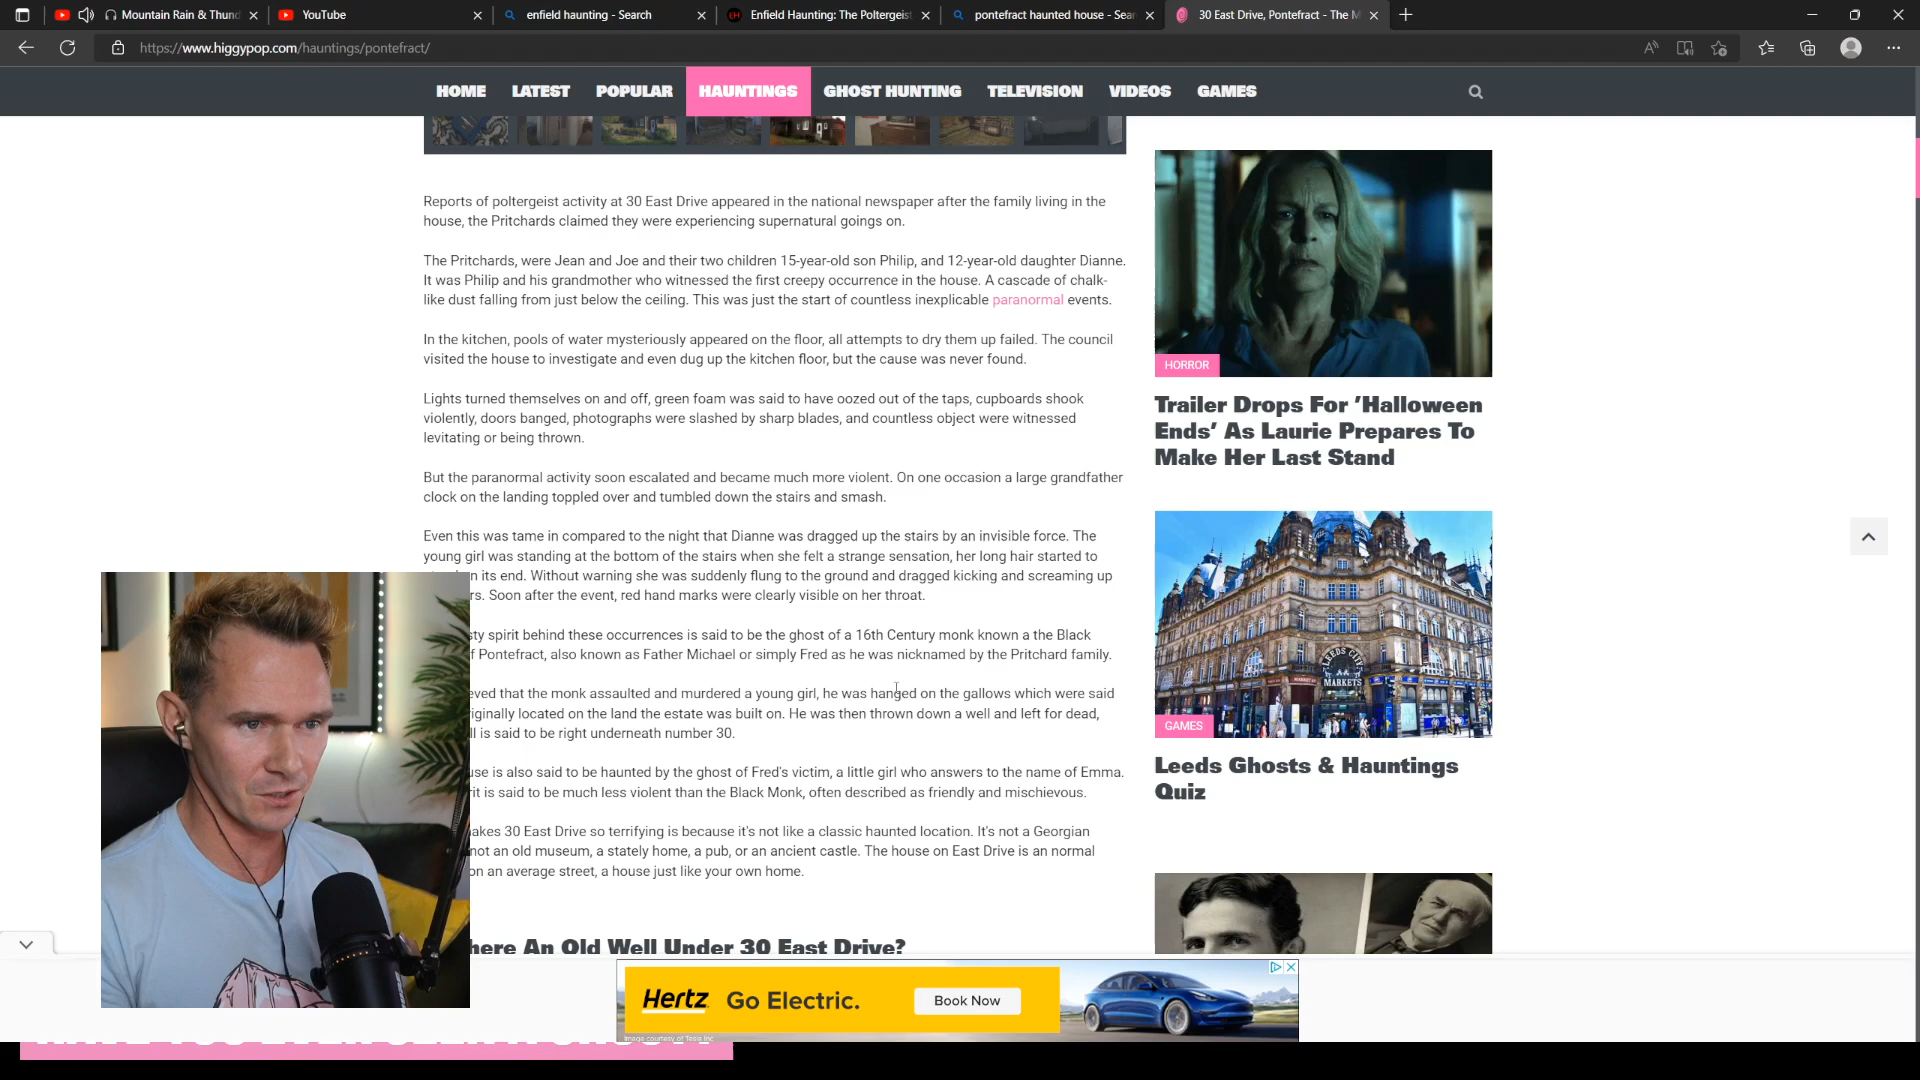 Mountain Rain & Thund
YouTube
enfield haunting - Search
EH
Enfield Haunting: The Poltergeist
pontefract haunted house - Sear
30 East Drive, Pontefract - The M
https://www.higgypop.com/hauntings/pontefract/
HOME
LATEST
POPULAR
HAUNTINGS
GHOST HUNTING
TELEVISION
VIDEOS
GAMES
Reports of poltergeist activity at 30 East Drive appeared in the national newspaper after the family living in the
house, the Pritchards claimed they were experiencing supernatural goings on.
The Pritchards, were Jean and Joe and their two children 15-year-old son Philip, and 12-year-old daughter Dianne.
It was Philip and his grandmother who witnessed the first creepy occurrence in the house. A cascade of chalk-
like dust falling from just below the ceiling. This was just the start of countless inexplicable paranormal events.
In the kitchen, pools of water mysteriously appeared on the floor, all attempts to dry them up failed. The council
visited the house to investigate and even dug up the kitchen floor, but the cause was never found.
Lights turned themselves on and off, green foam was said to have oozed out of the taps, cupboards shook
violently, doors banged, photographs were slashed by sharp blades, and countless object were witnessed
levitating or being thrown.
But the paranormal activity soon escalated and became much more violent. On one occasion a large grandfather
clock on the landing toppled over and tumbled down the stairs and smash.
Even this was tame in compared to the night that Dianne was dragged up the stairs by an invisible force. The
young girl was standing at the bottom of the stairs when she felt a strange sensation, her long hair started to
n its end. Without warning she was suddenly flung to the ground and dragged kicking and screaming up
rs. Soon after the event, red hand marks were clearly visible on her throat.
sty spirit behind these occurrences is said to be the ghost of a 16th Century monk known a the Black
f Pontefract, also known as Father Michael or simply Fred as he was nicknamed by the Pritchard family.
eved that the monk assaulted and murdered a young girl, he was hanged on the gallows which were said
iginally located on the land the estate was built on. He was then thrown down a well and left for dead,
ll is said to be right underneath number 30.
use is also said to be haunted by the ghost of Fred's victim, a little girl who answers to the name of Emma.
rit is said to be much less violent than the Black Monk, often described as friendly and mischievous.
akes 30 East Drive so terrifying is because it's not like a classic haunted location. It's not a Georgian
not an old museum, a stately home, a pub, or an ancient castle. The house on East Drive is an normal
on an average street, a house just like your own home.
here An Old Well Under 30 East Drive?
HORROR
Trailer Drops For 'Halloween
Ends' As Laurie Prepares To
Make Her Last Stand
LEEDS CITY
MARKETS
GAMES
Leeds Ghosts & Hauntings
Quiz
Hertz
Go Electric.
Book Now
Image courtesy of Tesla Inc